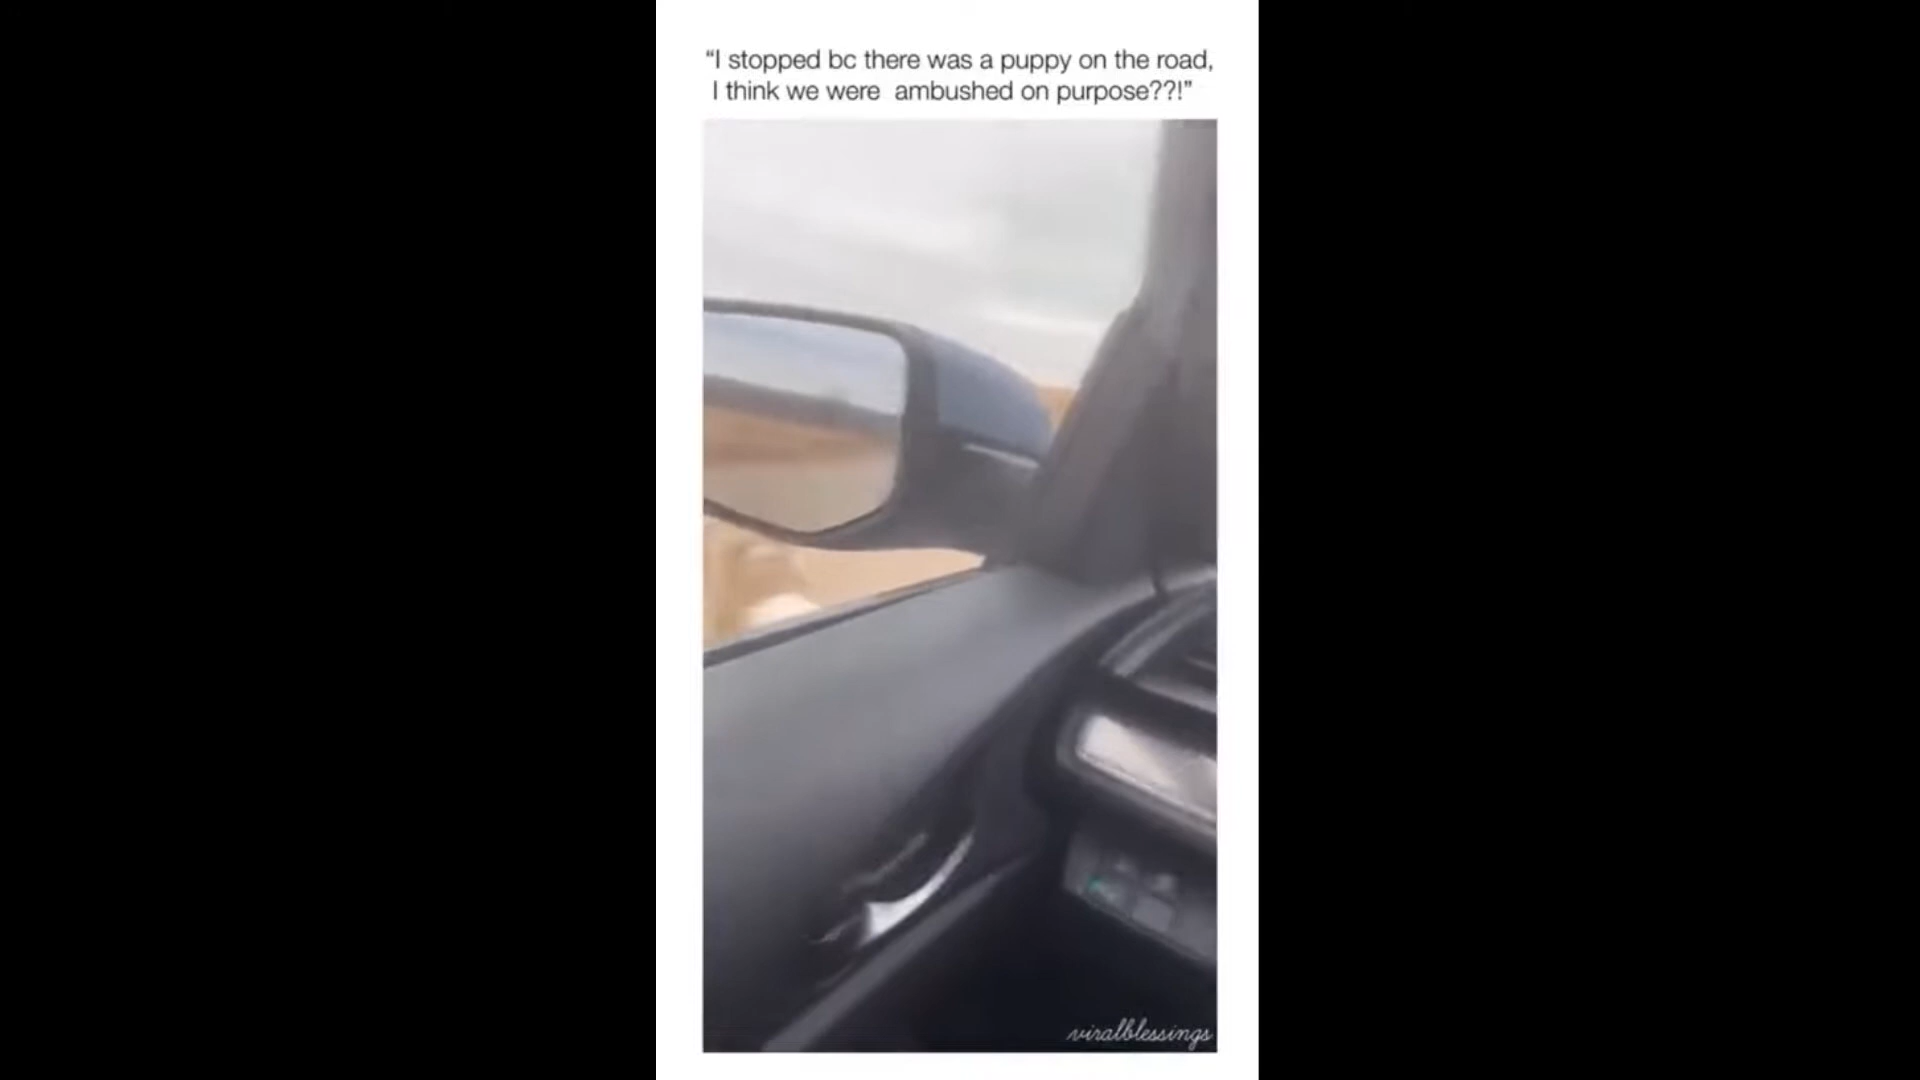 “I stopped bc there was a puppy on the road,
I think we were ambushed on purpose??!”
viralblessings